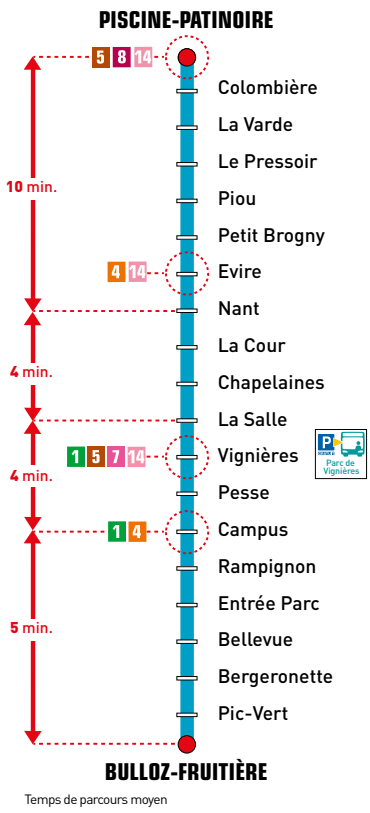 PISCINE-PATINOIRE
5 8 14
Colombière
La Varde
Le Pressoir
10 min.
Piou
Petit Brogny
4 14
Evire
Nant
La Cour
4 min.
Chapelaines
La Salle
1 5 7 14
Vignières
P
Parc de
Vignières
4 min.
Pesse
1 4
Campus
Rampignon
Entrée Parc
5 min.
Bellevue
Bergeronette
Pic-Vert
BULLOZ-FRUITIÈRE
Temps de parcours moyen